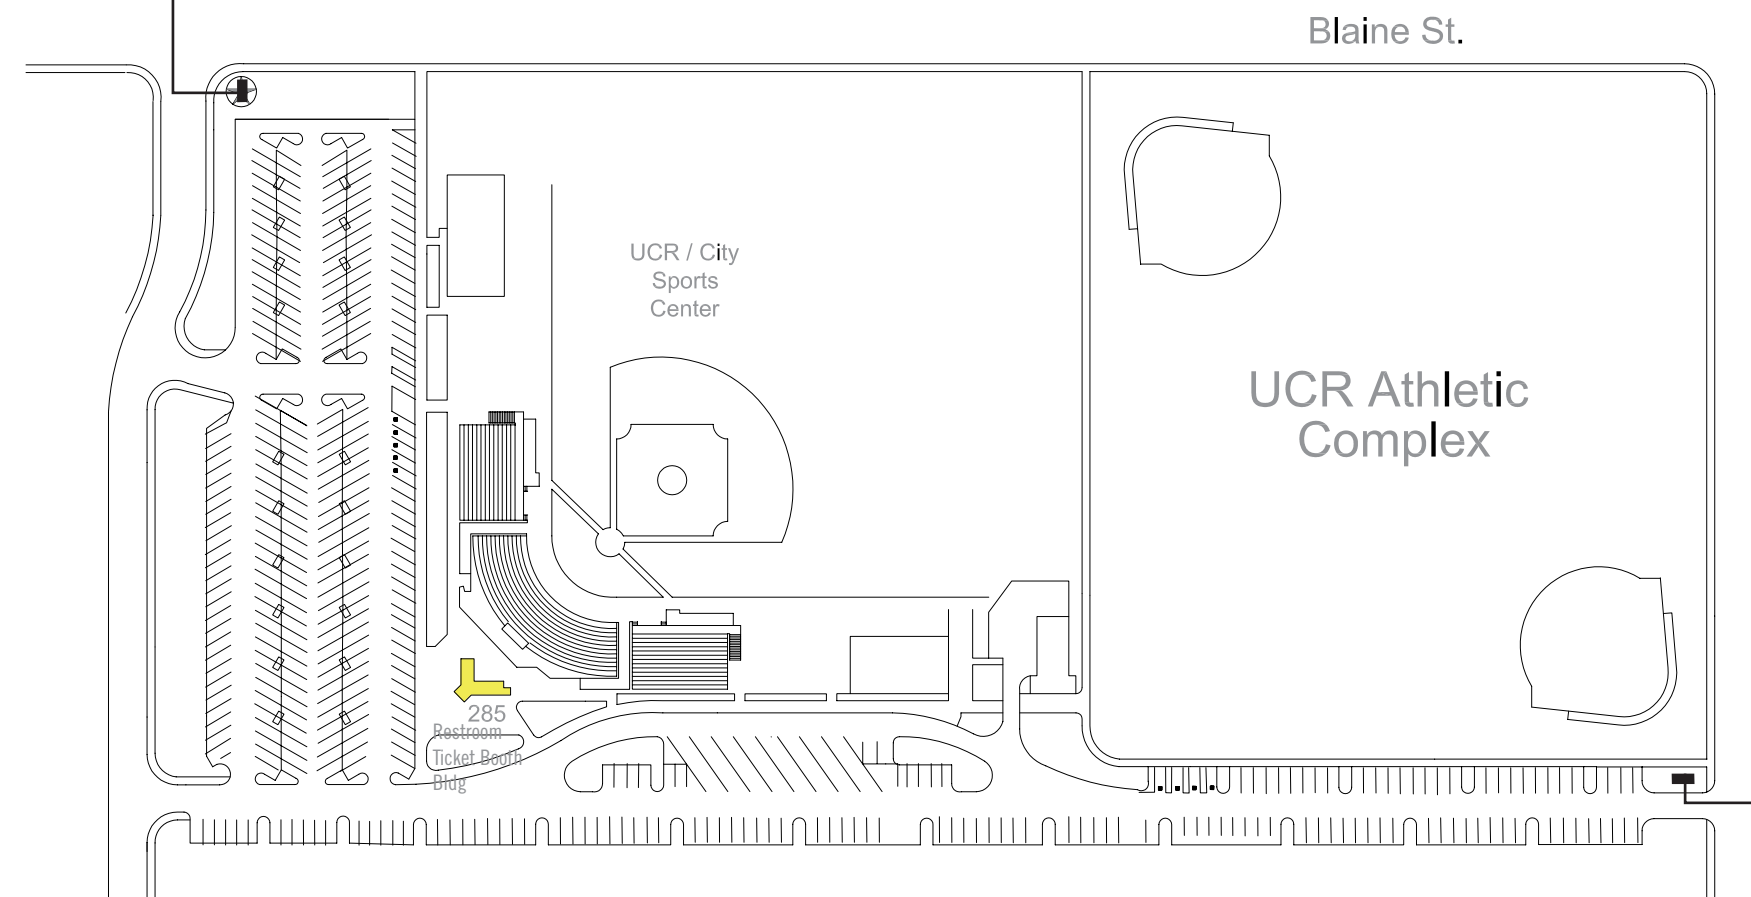 Blaine St.
UCR / City
Sports
Center
UCR Athletic
Complex
285
Restroom
Ticket Booth
Bldg